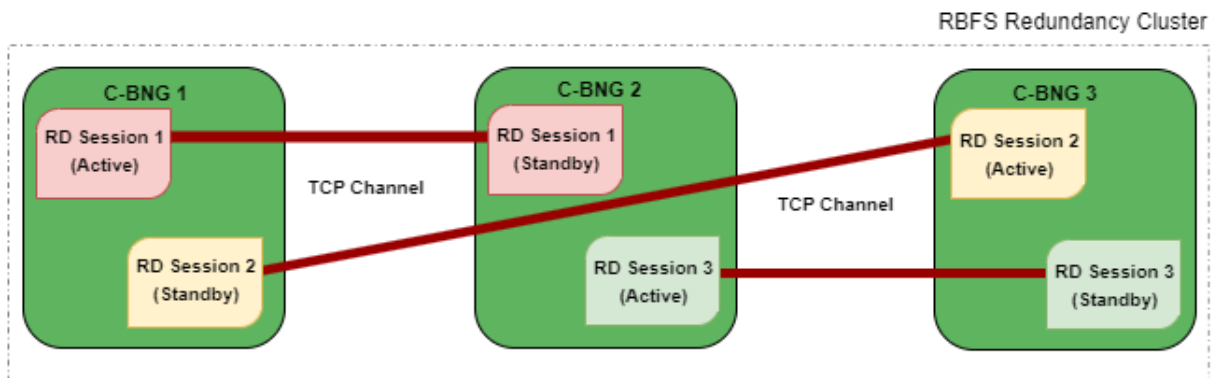 RBFS Redundancy Cluster
C-BNG 1
RD Session 1
(Active)
RD Session 2
(Standby)
TCP Channel
C-BNG 2
RD Session 1
(Standby)
RD Session 3
(Active)
TCP Channel
C-BNG 3
RD Session 2
(Active)
RD Session 3
(Standby)